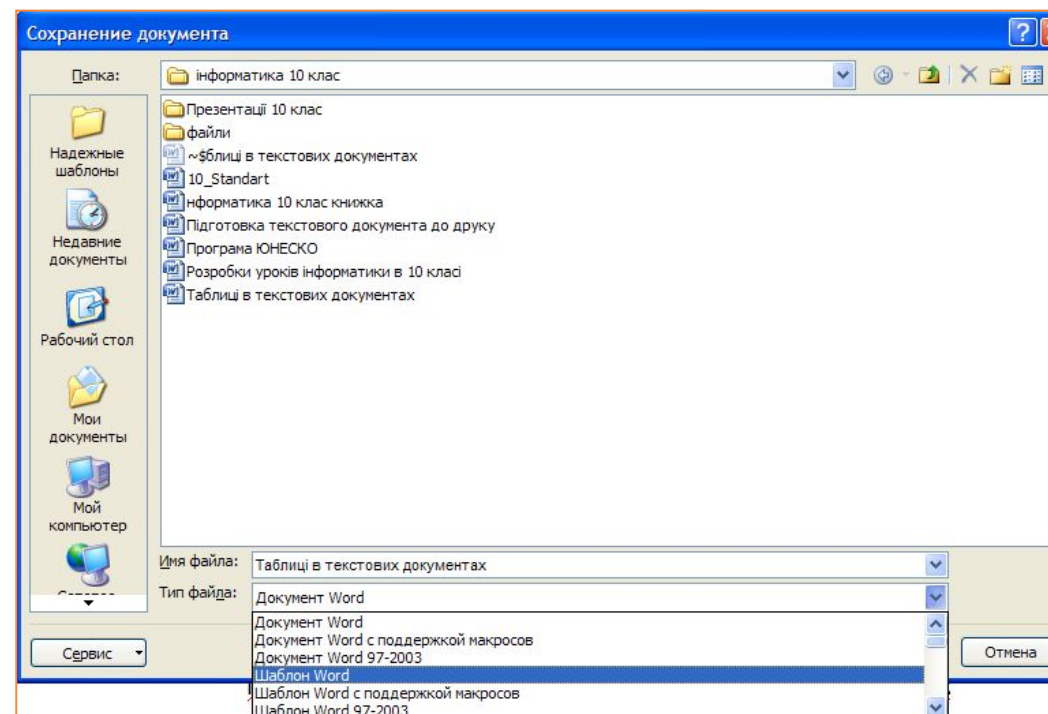 Сохранение документа
Папка:
інформатика 10 клас
Надежные
шаблоны
Недавние
документы
Рабочий стол
Мои
документы
Мой
компьютер
Презентації 10 клас
файли
~$блиці в текстових документах
10_Standart
нформатика 10 клас книжка
Підготовка текстового документа до друку
Програма ЮНЕСКО
Розробки уроків інформатики в 10 класі
Таблиці в текстових документах
Имя файла:
Таблиці в текстових документах
Тип файла:
Документ Word
Документ Word
Документ Word с поддержкой макросов
Документ Word 97-2003
Шаблон Word
Шаблон Word с поддержкой макросов
Шаблон Word 97-2003
Сервис
Отмена